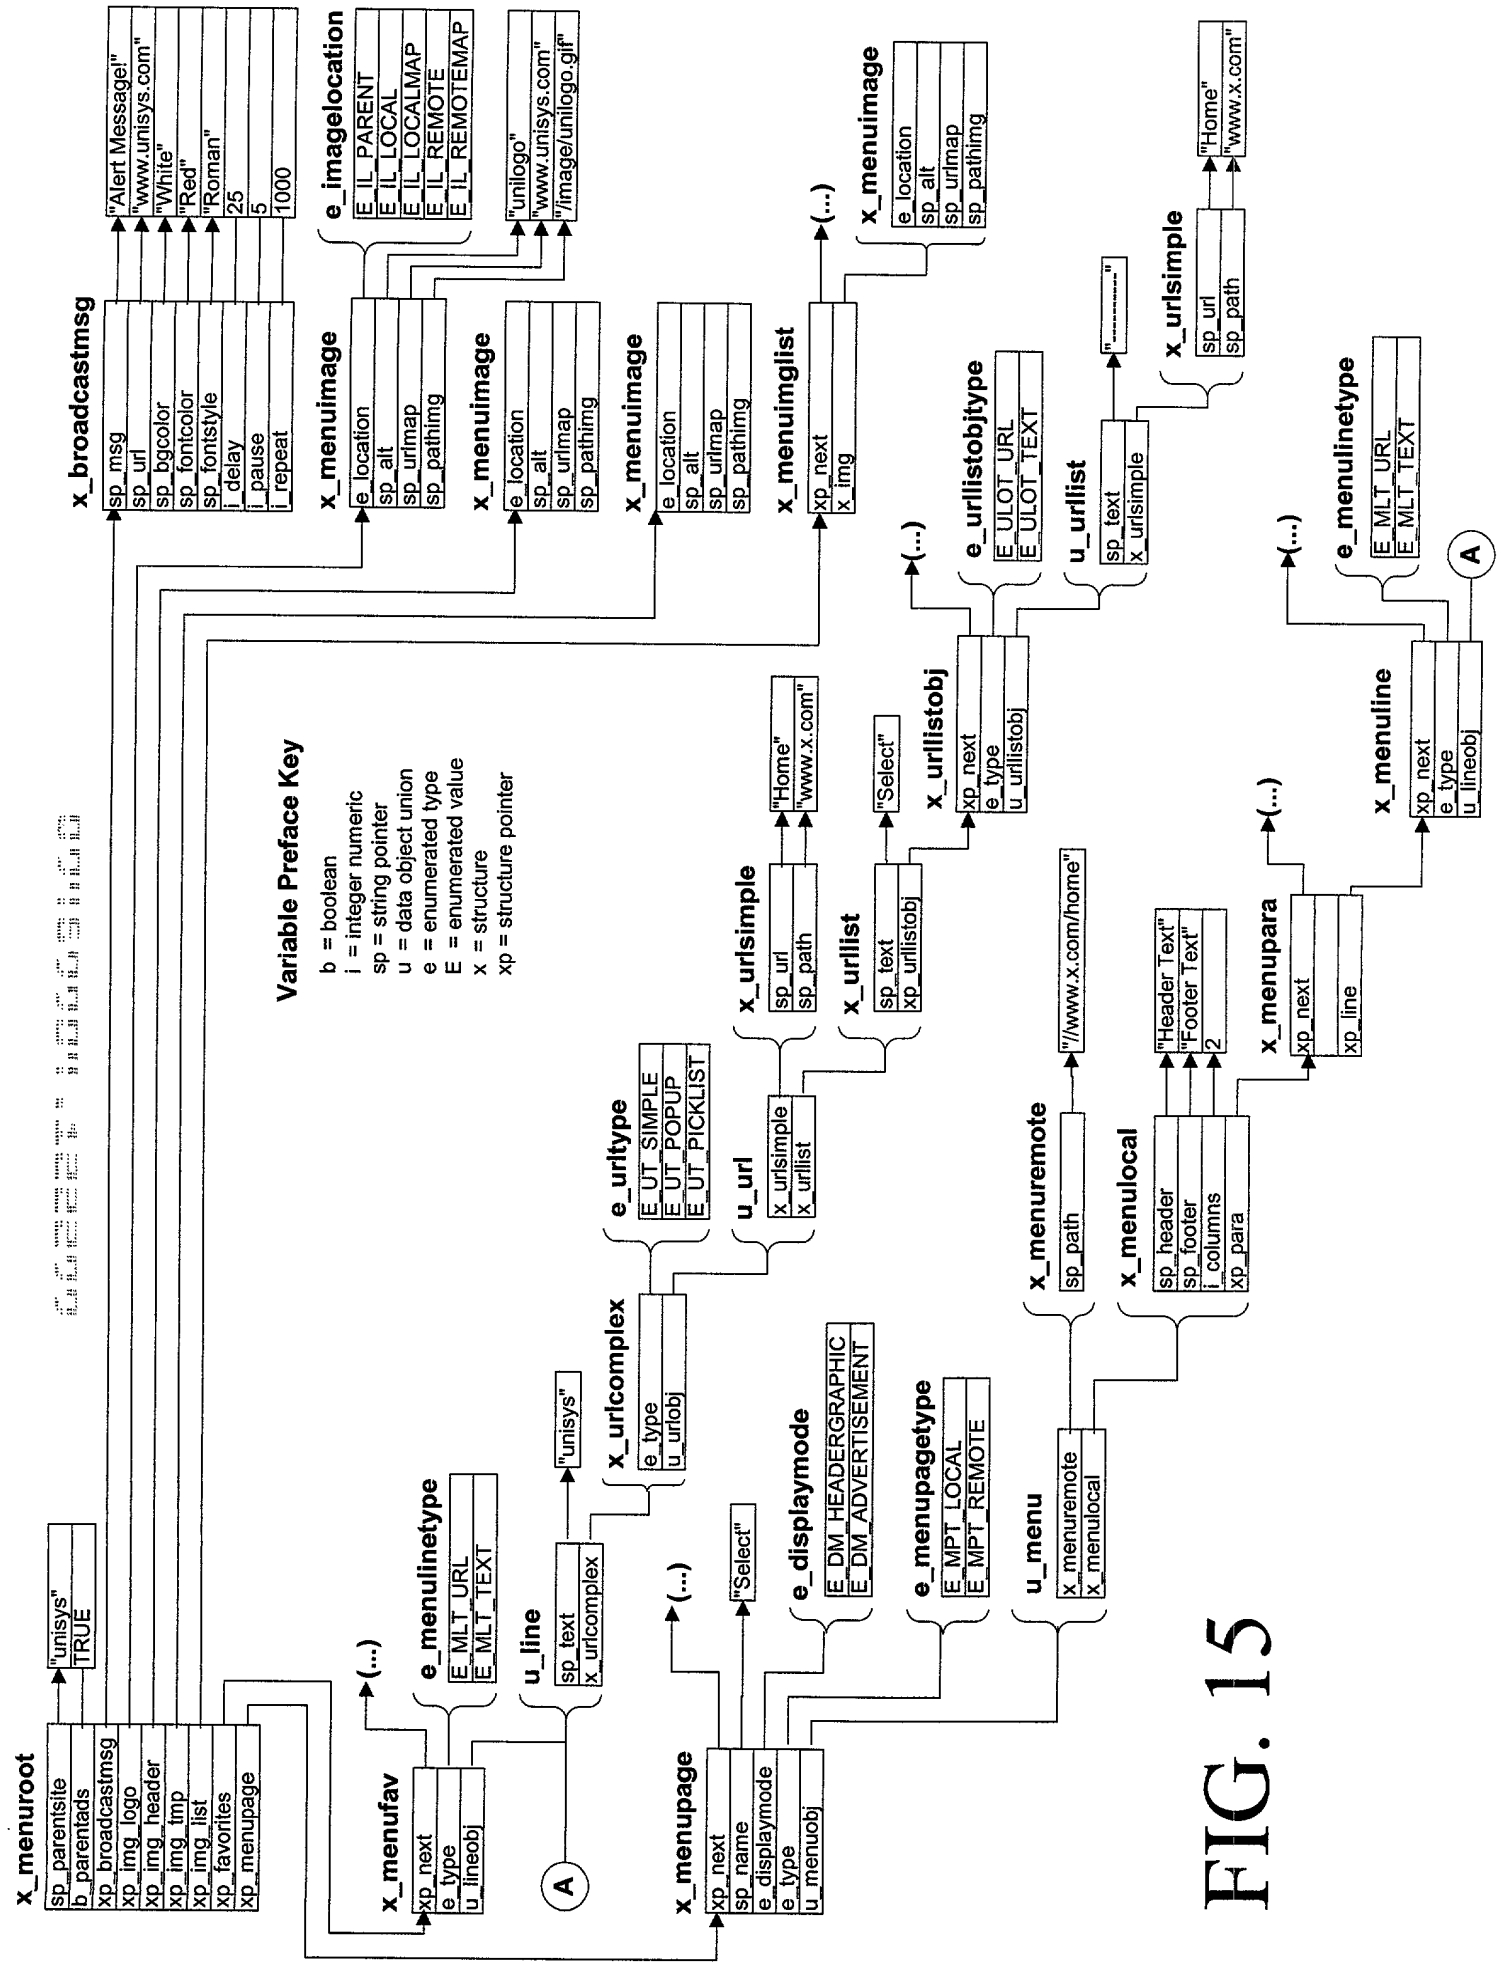 x_menuroot
sp_parentsite
b_parentads
xp_broadcastmsg
xp_img_logo
xp_img_header
xp_img_tmp
xp_img_list
xp_favorites
xp_menupage
"unisys"
TRUE
x_broadcastmsg
sp_msg
sp_url
sp_bgcolor
sp_fontcolor
sp_fontstyle
i_delay
i_pause
i_repeat
"Alert Message!"
"www.unisys.com"
"White"
"Red"
"Roman"
25
5
1000
x_menuimage
e_location
sp_alt
sp_urlmap
sp_pathimg
e_imagelocation
E_IL_PARENT
E_IL_LOCAL
E_IL_LOCALMAP
E_IL_REMOTE
E_IL_REMOTEMAP
"unilogo"
"www.unisys.com"
"/image/unilogo.gif"
x_menuimage
e_location
sp_alt
sp_urlmap
sp_pathimg
x_menuimage
e_location
sp_alt
sp_urlmap
sp_pathimg
x_menuimglist
xp_next
x_img
(...)
x_menuimage
e_location
sp_alt
sp_urlmap
sp_pathimg
Variable Preface Key
b = boolean
i = integer numeric
sp = string pointer
u = data object union
e = enumerated type
E = enumerated value
x = structure
xp = structure pointer
x_menufav
xp_next
e_type
u_lineobj
(...)
e_menulinetype
E_MLT_URL
E_MLT_TEXT
u_line
sp_text
x_urlcomplex
A
"unisys"
x_urlcomplex
e_type
u_urlobj
e_urltype
E_UT_SIMPLE
E_UT_POPUP
E_UT_PICKLIST
u_url
x_urlsimple
x_urllist
x_urlsimple
sp_url
sp_path
"Home"
"www.x.com"
x_urllist
sp_text
xp_urllistobj
"Select"
x_urllistobj
xp_next
e_type
u_urllistobj
(...)
e_urllistobjtype
E_ULOT_URL
E_ULOT_TEXT
u_urllist
sp_text
x_urlsimple
"----------"
x_urlsimple
sp_url
sp_path
"Home"
"www.x.com"
x_menupage
xp_next
sp_name
e_displaymode
e_type
u_menuobj
(...)
"Select"
e_displaymode
E_DM_HEADERGRAPHIC
E_DM_ADVERTISEMENT
e_menupagetype
E_MPT_LOCAL
E_MPT_REMOTE
u_menu
x_menuremote
x_menulocal
x_menuremote
sp_path
"//www.x.com/home"
x_menulocal
sp_header
sp_footer
i_columns
xp_para
"Header Text"
"Footer Text"
2
x_menupara
xp_next
xp_line
(...)
x_menuline
xp_next
e_type
u_lineobj
(...)
e_menulinetype
E_MLT_URL
E_MLT_TEXT
A
FIG. 15